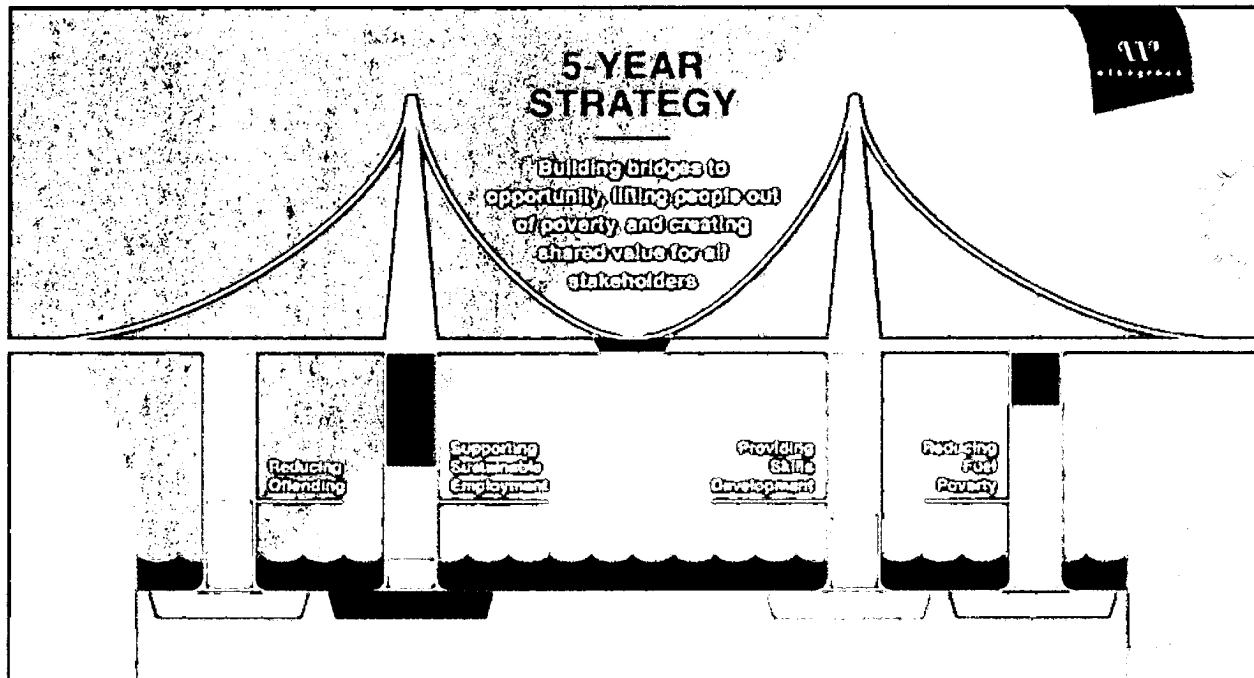 5-YEAR
STRATEGY
Building bridges to
opportunity, lifting people out
of poverty, and creating
shared value for all
stakeholders
Reducing
Offending
Supporting
Sustainable
Employment
Providing
Skills
Development
Reducing
Fuel
Poverty